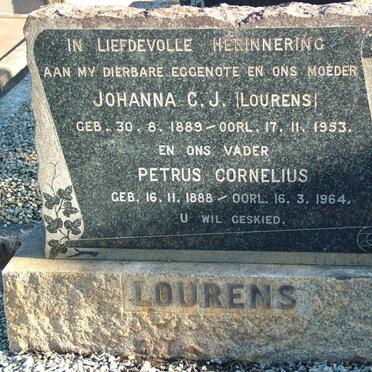 IN LIEFDEVOLLE HERINNERING
AAN MY DIERBARE EGGENOTE EN ONS MOEDER
JOHANNA C.J. (LOURENS)
GEB. 30.8.1889 – OORL. 17.11.1953.
EN ONS VADER
PETRUS CORNELIUS
GEB. 16.11.1888 – OORL. 16.3.1964.
U WIL GESKIED.
LOURENS